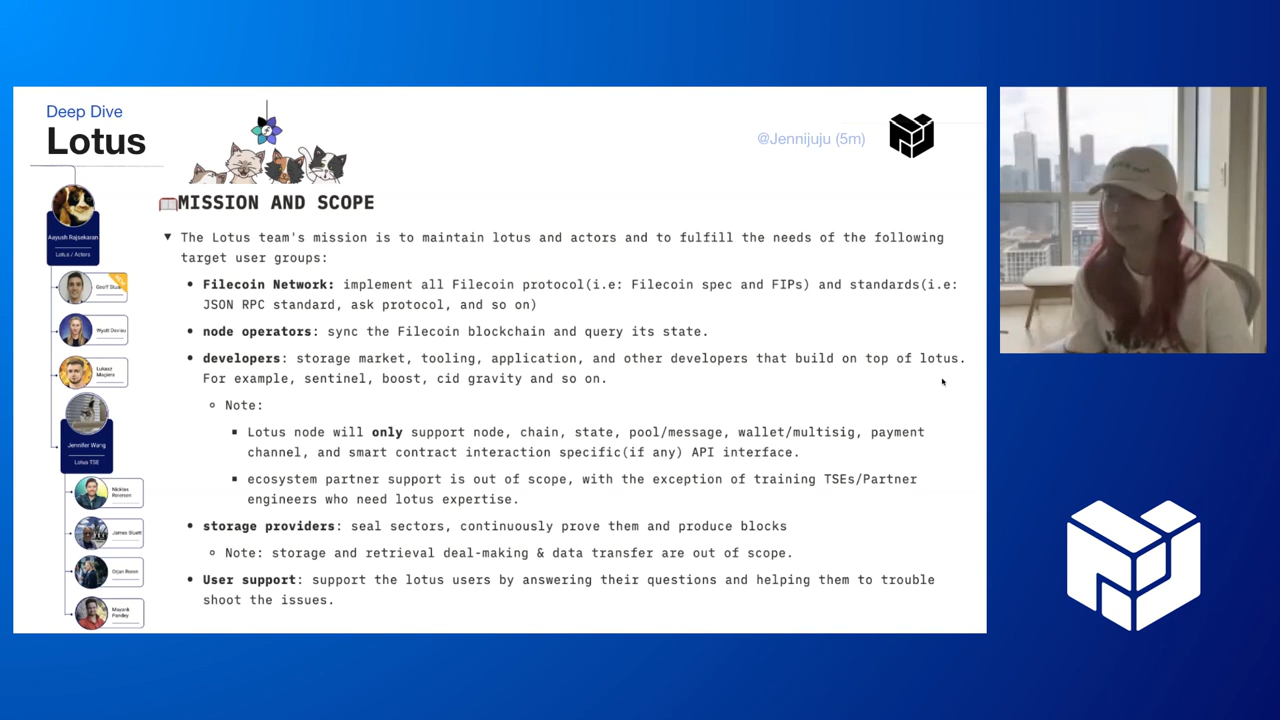 Deep Dive
Lotus
@Jennijuju (5m)
MISSION AND SCOPE
The Lotus team's mission is to maintain lotus and actors and to fulfill the needs of the following
target user groups:
Filecoin Network: implement all Filecoin protocol(i.e: Filecoin spec and FIPs) and standards(i.e:
JSON RPC standard, ask protocol, and so on)
node operators: sync the Filecoin blockchain and query its state.
developers: storage market, tooling, application, and other developers that build on top of lotus.
For example, sentinel, boost, cid gravity and so on.
Note:
Lotus node will only support node, chain, state, pool/message, wallet/multisig, payment
channel, and smart contract interaction specific(if any) API interface.
ecosystem partner support is out of scope, with the exception of training TSEs/Partner
engineers who need lotus expertise.
storage providers: seal sectors, continuously prove them and produce blocks
Note: storage and retrieval deal-making & data transfer are out of scope.
User support: support the lotus users by answering their questions and helping them to trouble
shoot the issues.
Aayush Rajsekaran
Lotus / Actors
Geoff
Lukasz
Magiera
Jennifer Wang
Lotus TSE
James
Orjan
Mayank
Pandey